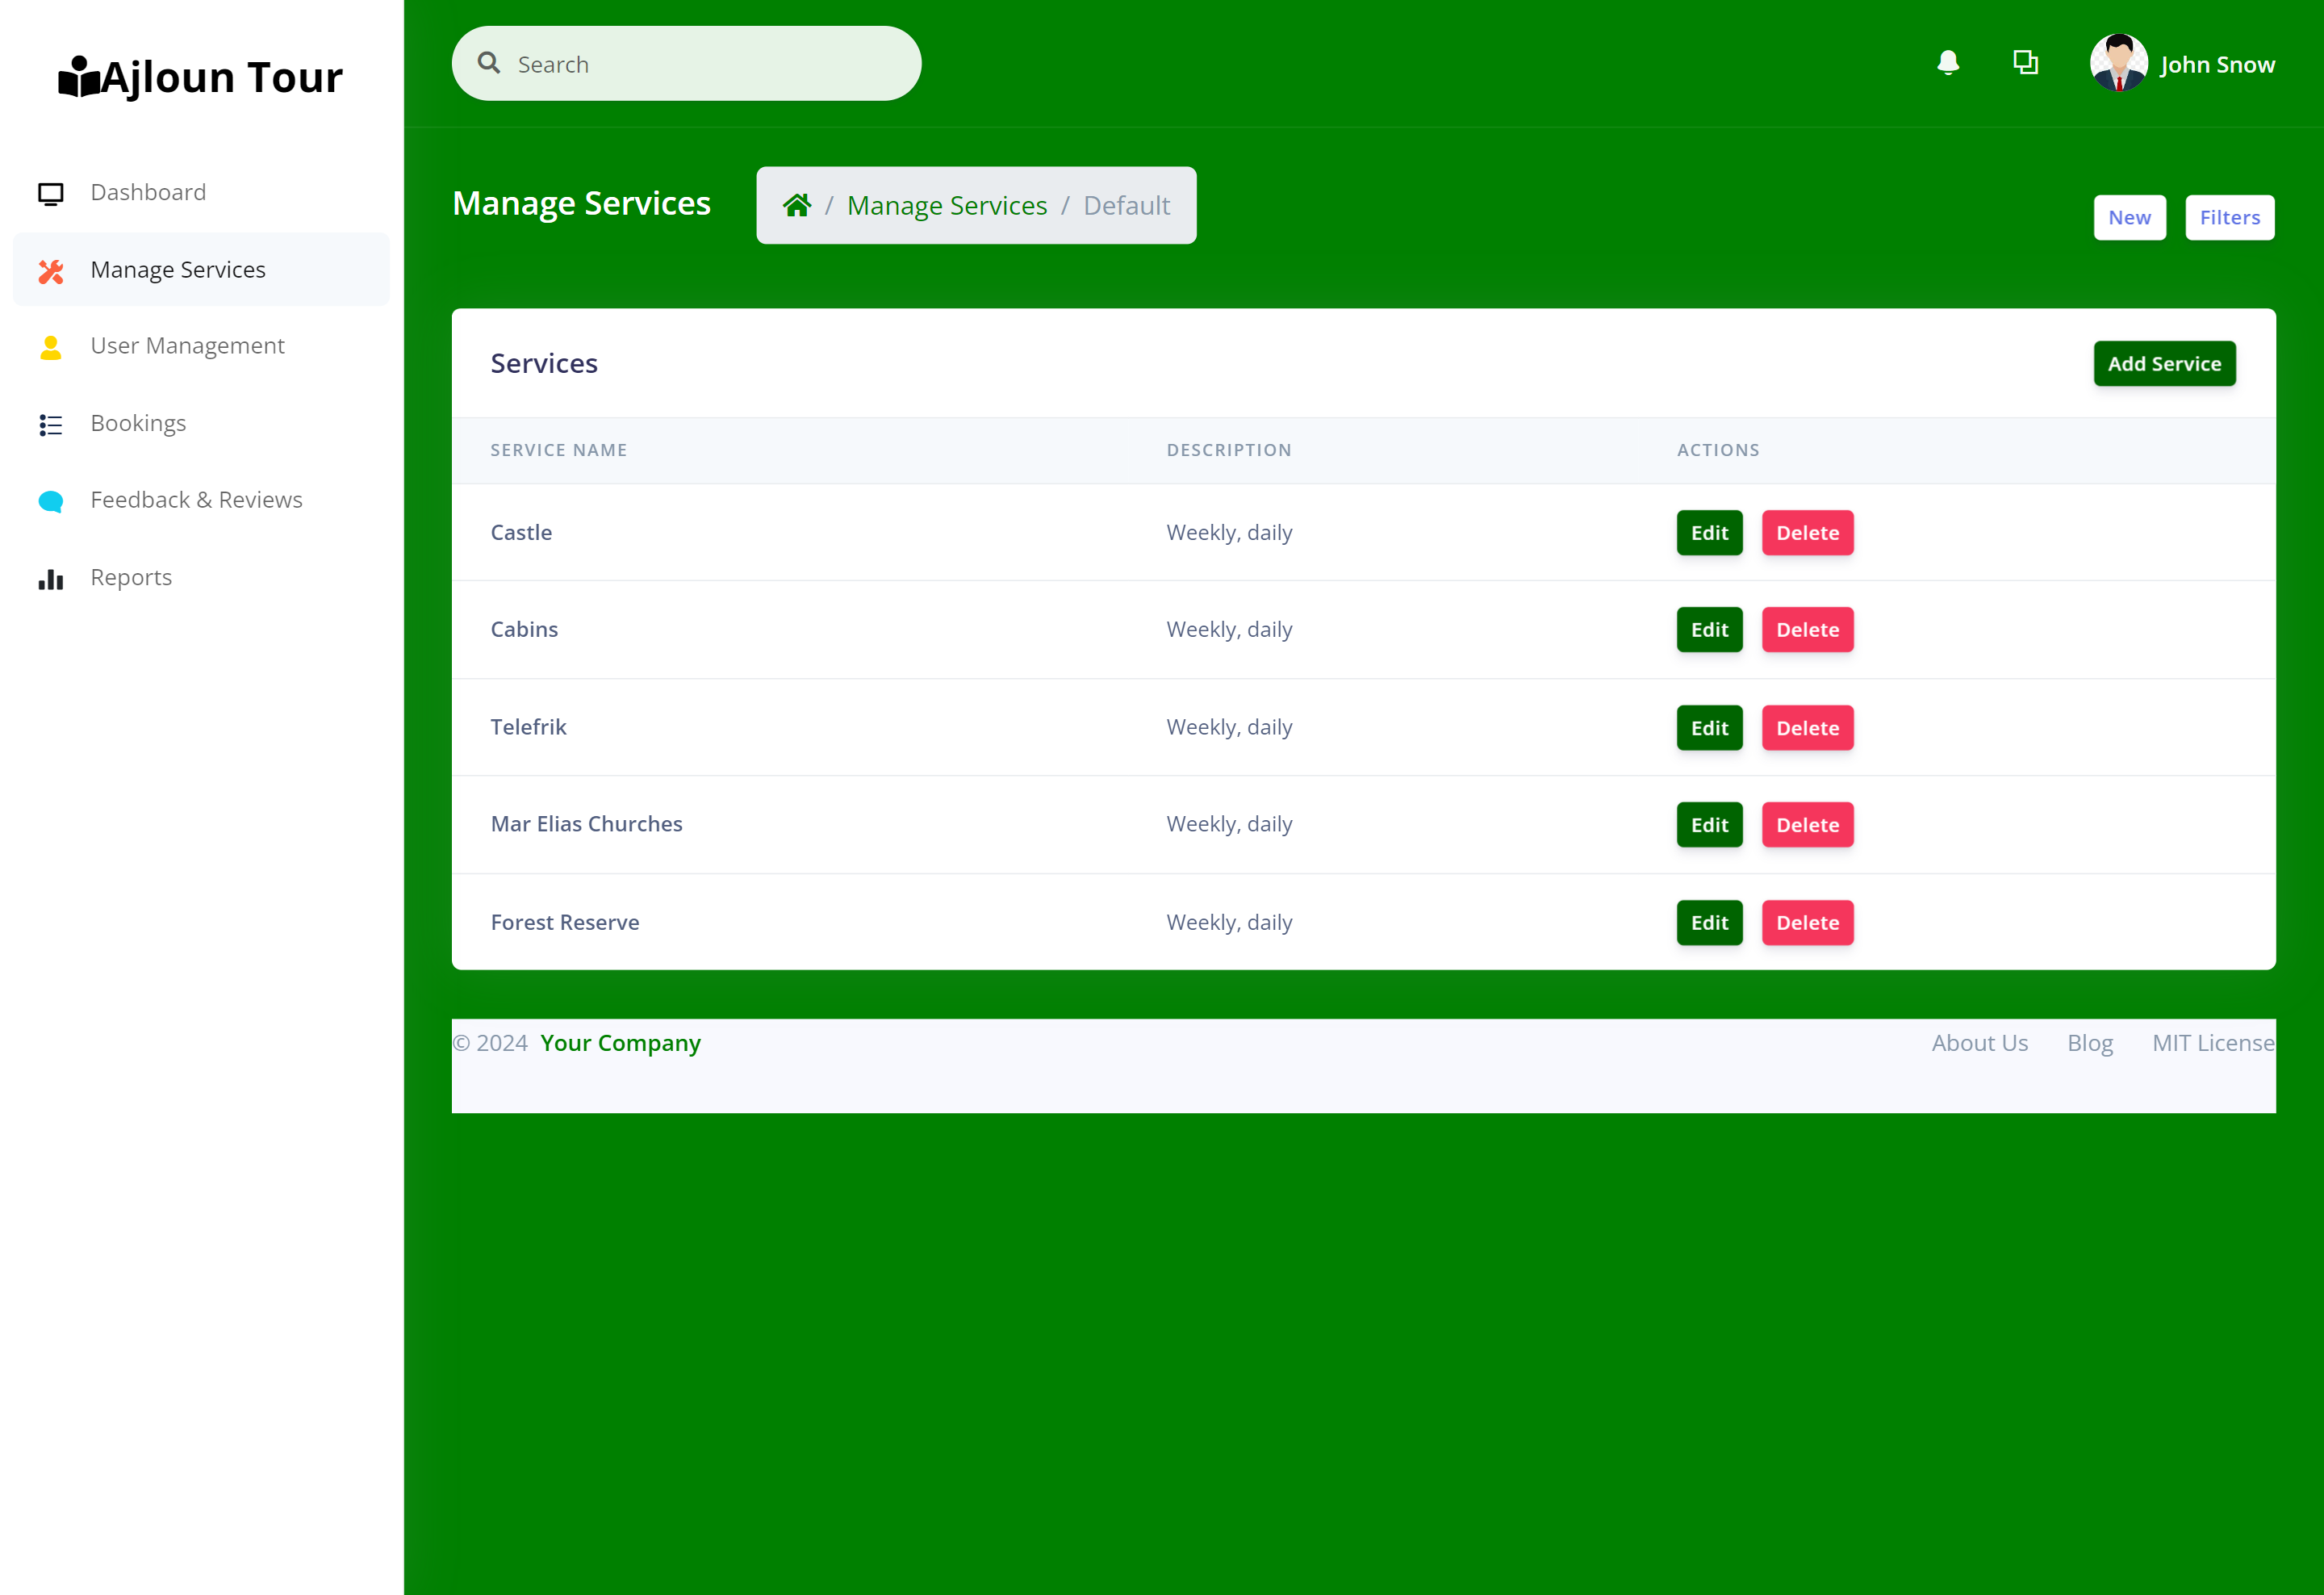 Ajloun Tour
Dashboard
Manage Services
User Management
Bookings
Feedback & Reviews
Reports
Search
John Snow
Manage Services
/ Manage Services / Default
New
Filters
Services
Add Service
SERVICE NAME DESCRIPTION ACTIONS
Castle Weekly, daily Edit Delete
Cabins Weekly, daily Edit Delete
Telefrik Weekly, daily Edit Delete
Mar Elias Churches Weekly, daily Edit Delete
Forest Reserve Weekly, daily Edit Delete
© 2024 Your Company
About Us Blog MIT License